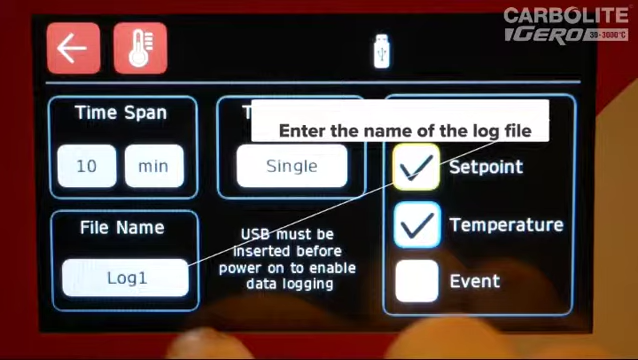 CARBOLITE
GERO 30-3000°C
Time Span
T
Enter the name of the log file
10 min
Single
Setpoint
File Name
Log1
USB must be
inserted before
power on to enable
data logging
Temperature
Event